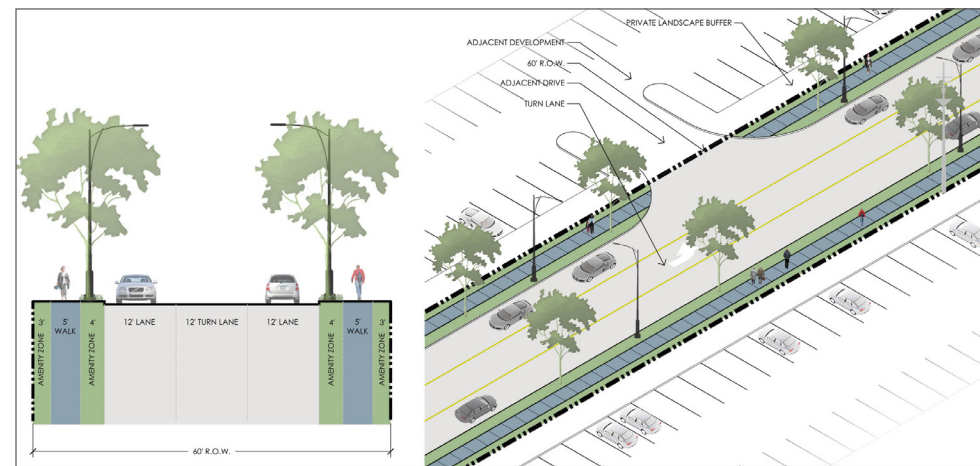 PRIVATE LANDSCAPE BUFFER
ADJACENT DEVELOPMENT
60' R.O.W.
ADJACENT DRIVE
TURN LANE
3'
AMENITY ZONE
5'
WALK
4'
AMENITY ZONE
12' LANE
12' TURN LANE
12' LANE
4'
AMENITY ZONE
5'
WALK
3'
AMENITY ZONE
60' R.O.W.